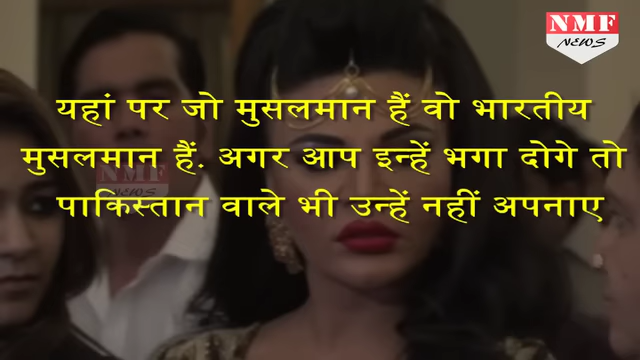 NMF
NEWS
यहां पर जो मुसलमान हैं वो भारतीय
मुसलमान हैं. अगर आप इन्हें भगा दोगे तो
पाकिस्तान वाले भी उन्हें नहीं अपनाए
NMF
NEWS